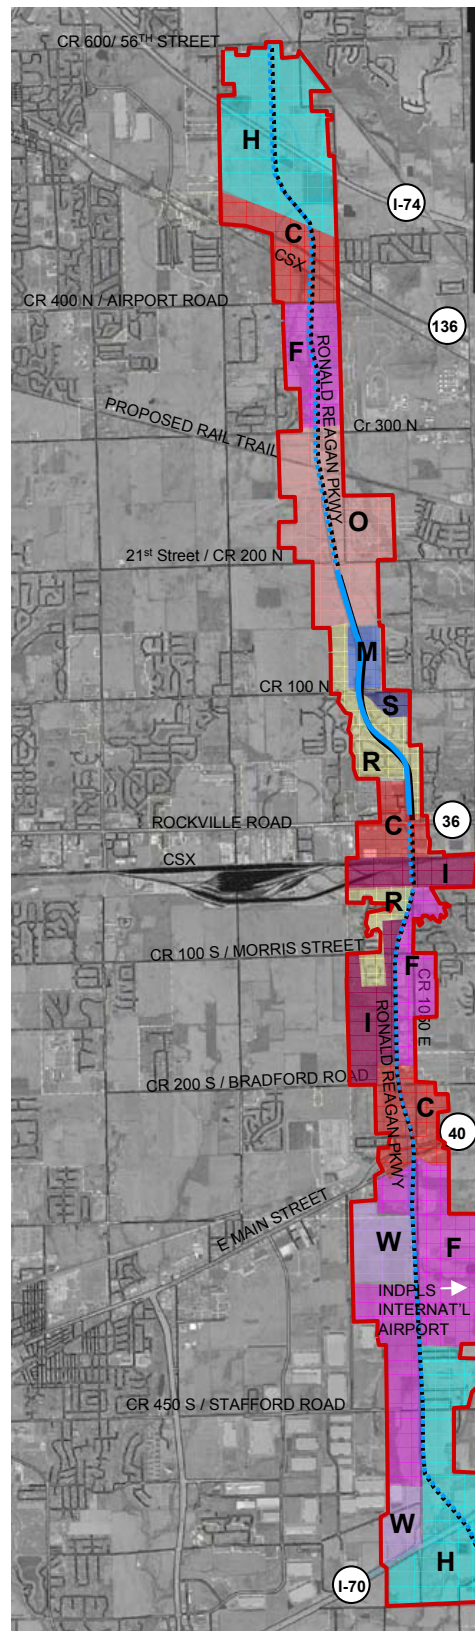 CR 600/ 56TH STREET
H
I-74
C
CSX
CR 400 N / AIRPORT ROAD
136
F
RONALD REAGAN PKWY
PROPOSED RAIL TRAIL
Cr 300 N
O
21st Street / CR 200 N
M
CR 100 N
S
R
C
36
ROCKVILLE ROAD
CSX
I
R
CR 100 S / MORRIS STREET
F
CR 1050 E
I
RONALD REAGAN PKWY
CR 200 S / BRADFORD ROAD
C
40
E MAIN STREET
W
F
INDPLS
INTERNAT'L
AIRPORT
CR 450 S / STAFFORD ROAD
W
H
I-70